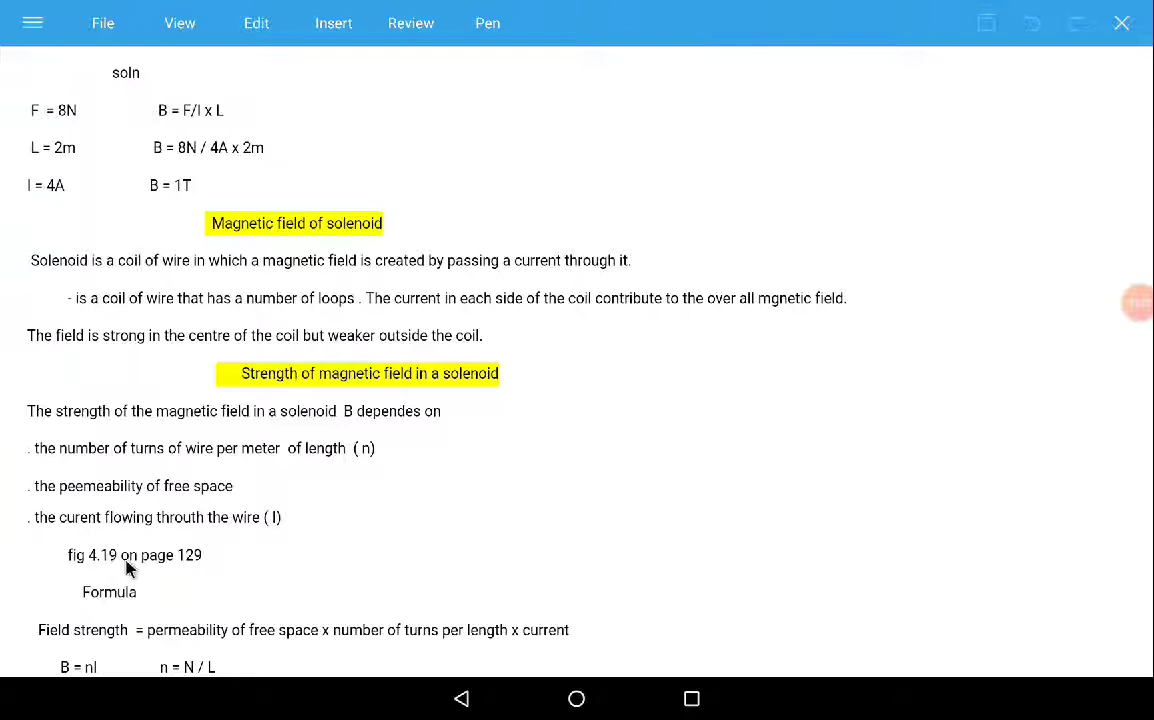 File View Edit Insert Review Pen
soln
F = 8N B = F/I x L
L = 2m B = 8N / 4A x 2m
I = 4A B = 1T
Magnetic field of solenoid
Solenoid is a coil of wire in which a magnetic field is created by passing a current through it.
- is a coil of wire that has a number of loops . The current in each side of the coil contribute to the over all mgnetic field.
The field is strong in the centre of the coil but weaker outside the coil.
Strength of magnetic field in a solenoid
The strength of the magnetic field in a solenoid B dependes on
. the number of turns of wire per meter of length ( n)
. the peemeability of free space
. the curent flowing throuth the wire ( I)
fig 4.19 on page 129
Formula
Field strength = permeability of free space x number of turns per length x current
B = nI n = N / L